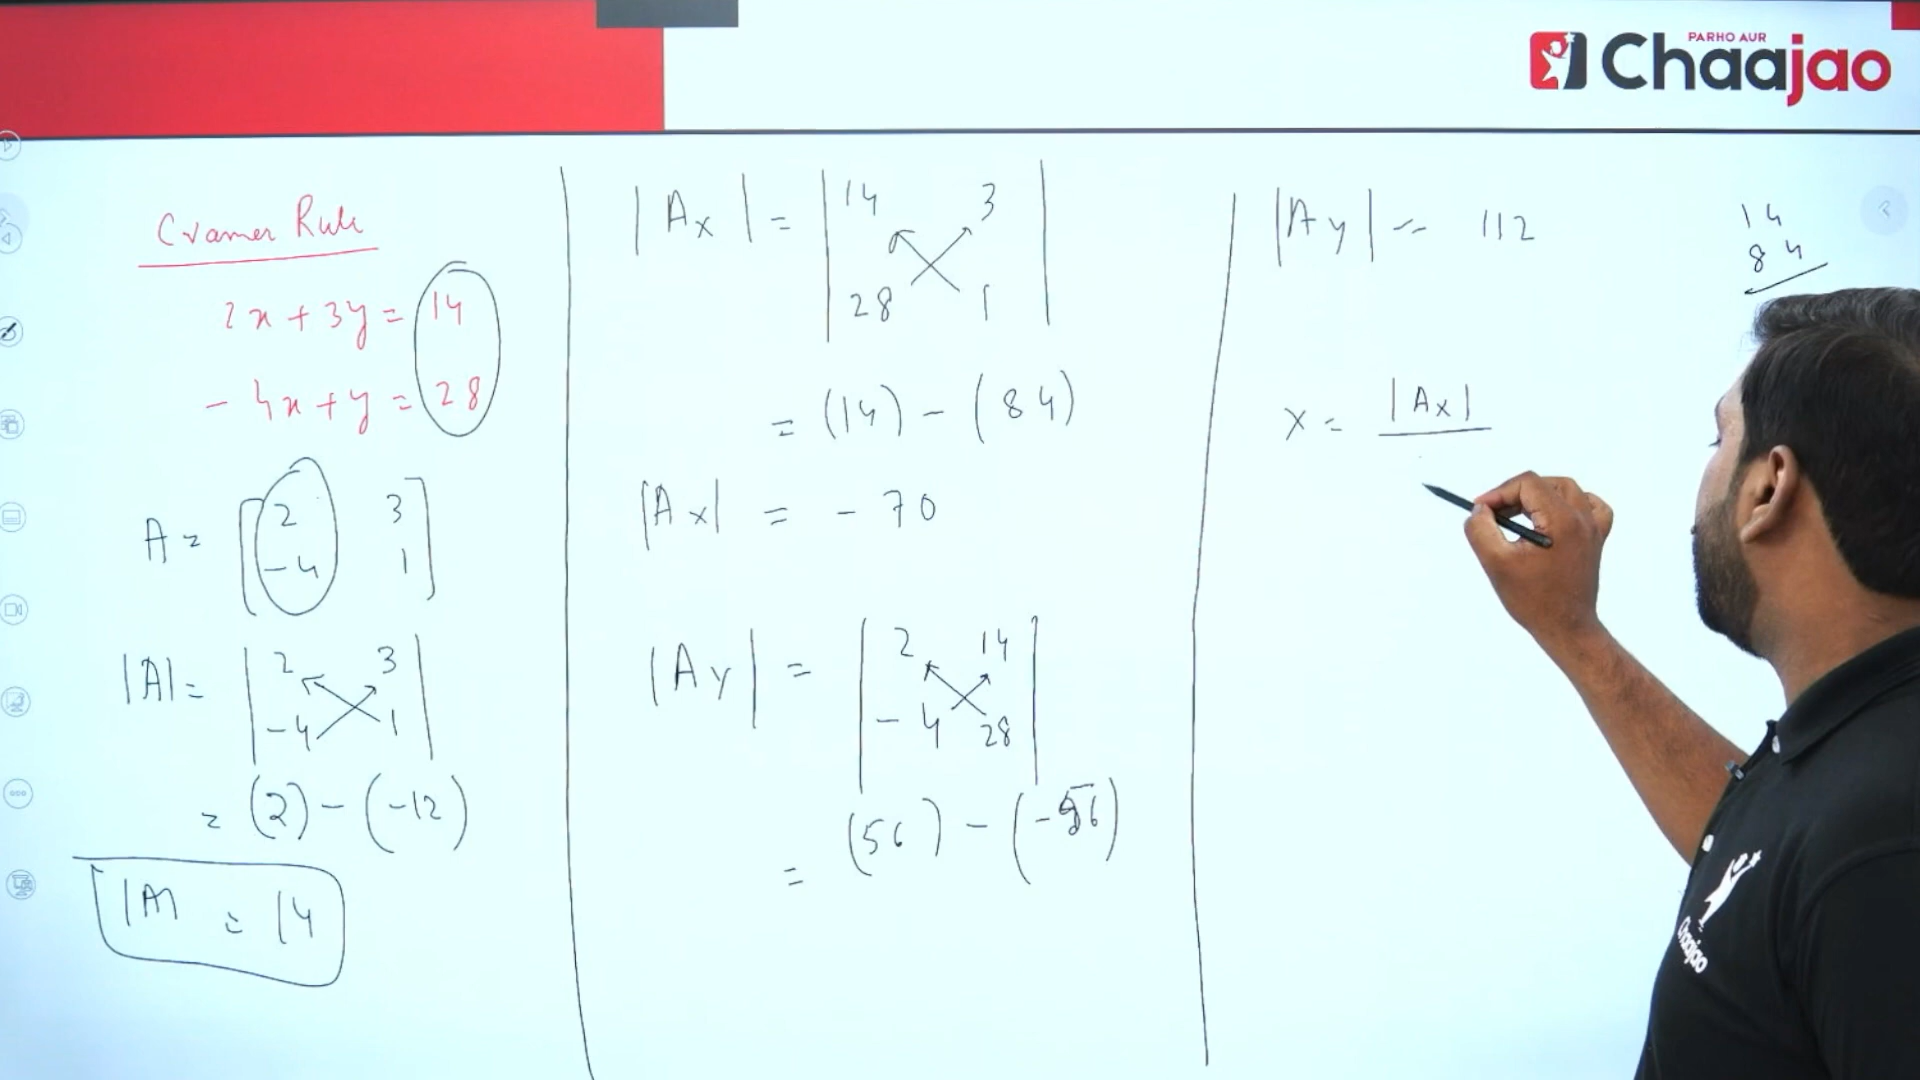 PARHO AUR
Chaajao
Cramer Rule
2x + 3y = 14
- 4x + y = 28
A = [ 2 3
-4 1 ]
|A| = | 2 3
-4 1 |
= (2) - (-12)
|A| = 14
|Ax| = | 14 3
28 1 |
= (14) - (84)
|Ax| = - 70
|Ay| = | 2 14
- 4 28 |
= (56) - (-56)
|Ay| = 112
x = |Ax|
14
84
Chaajao